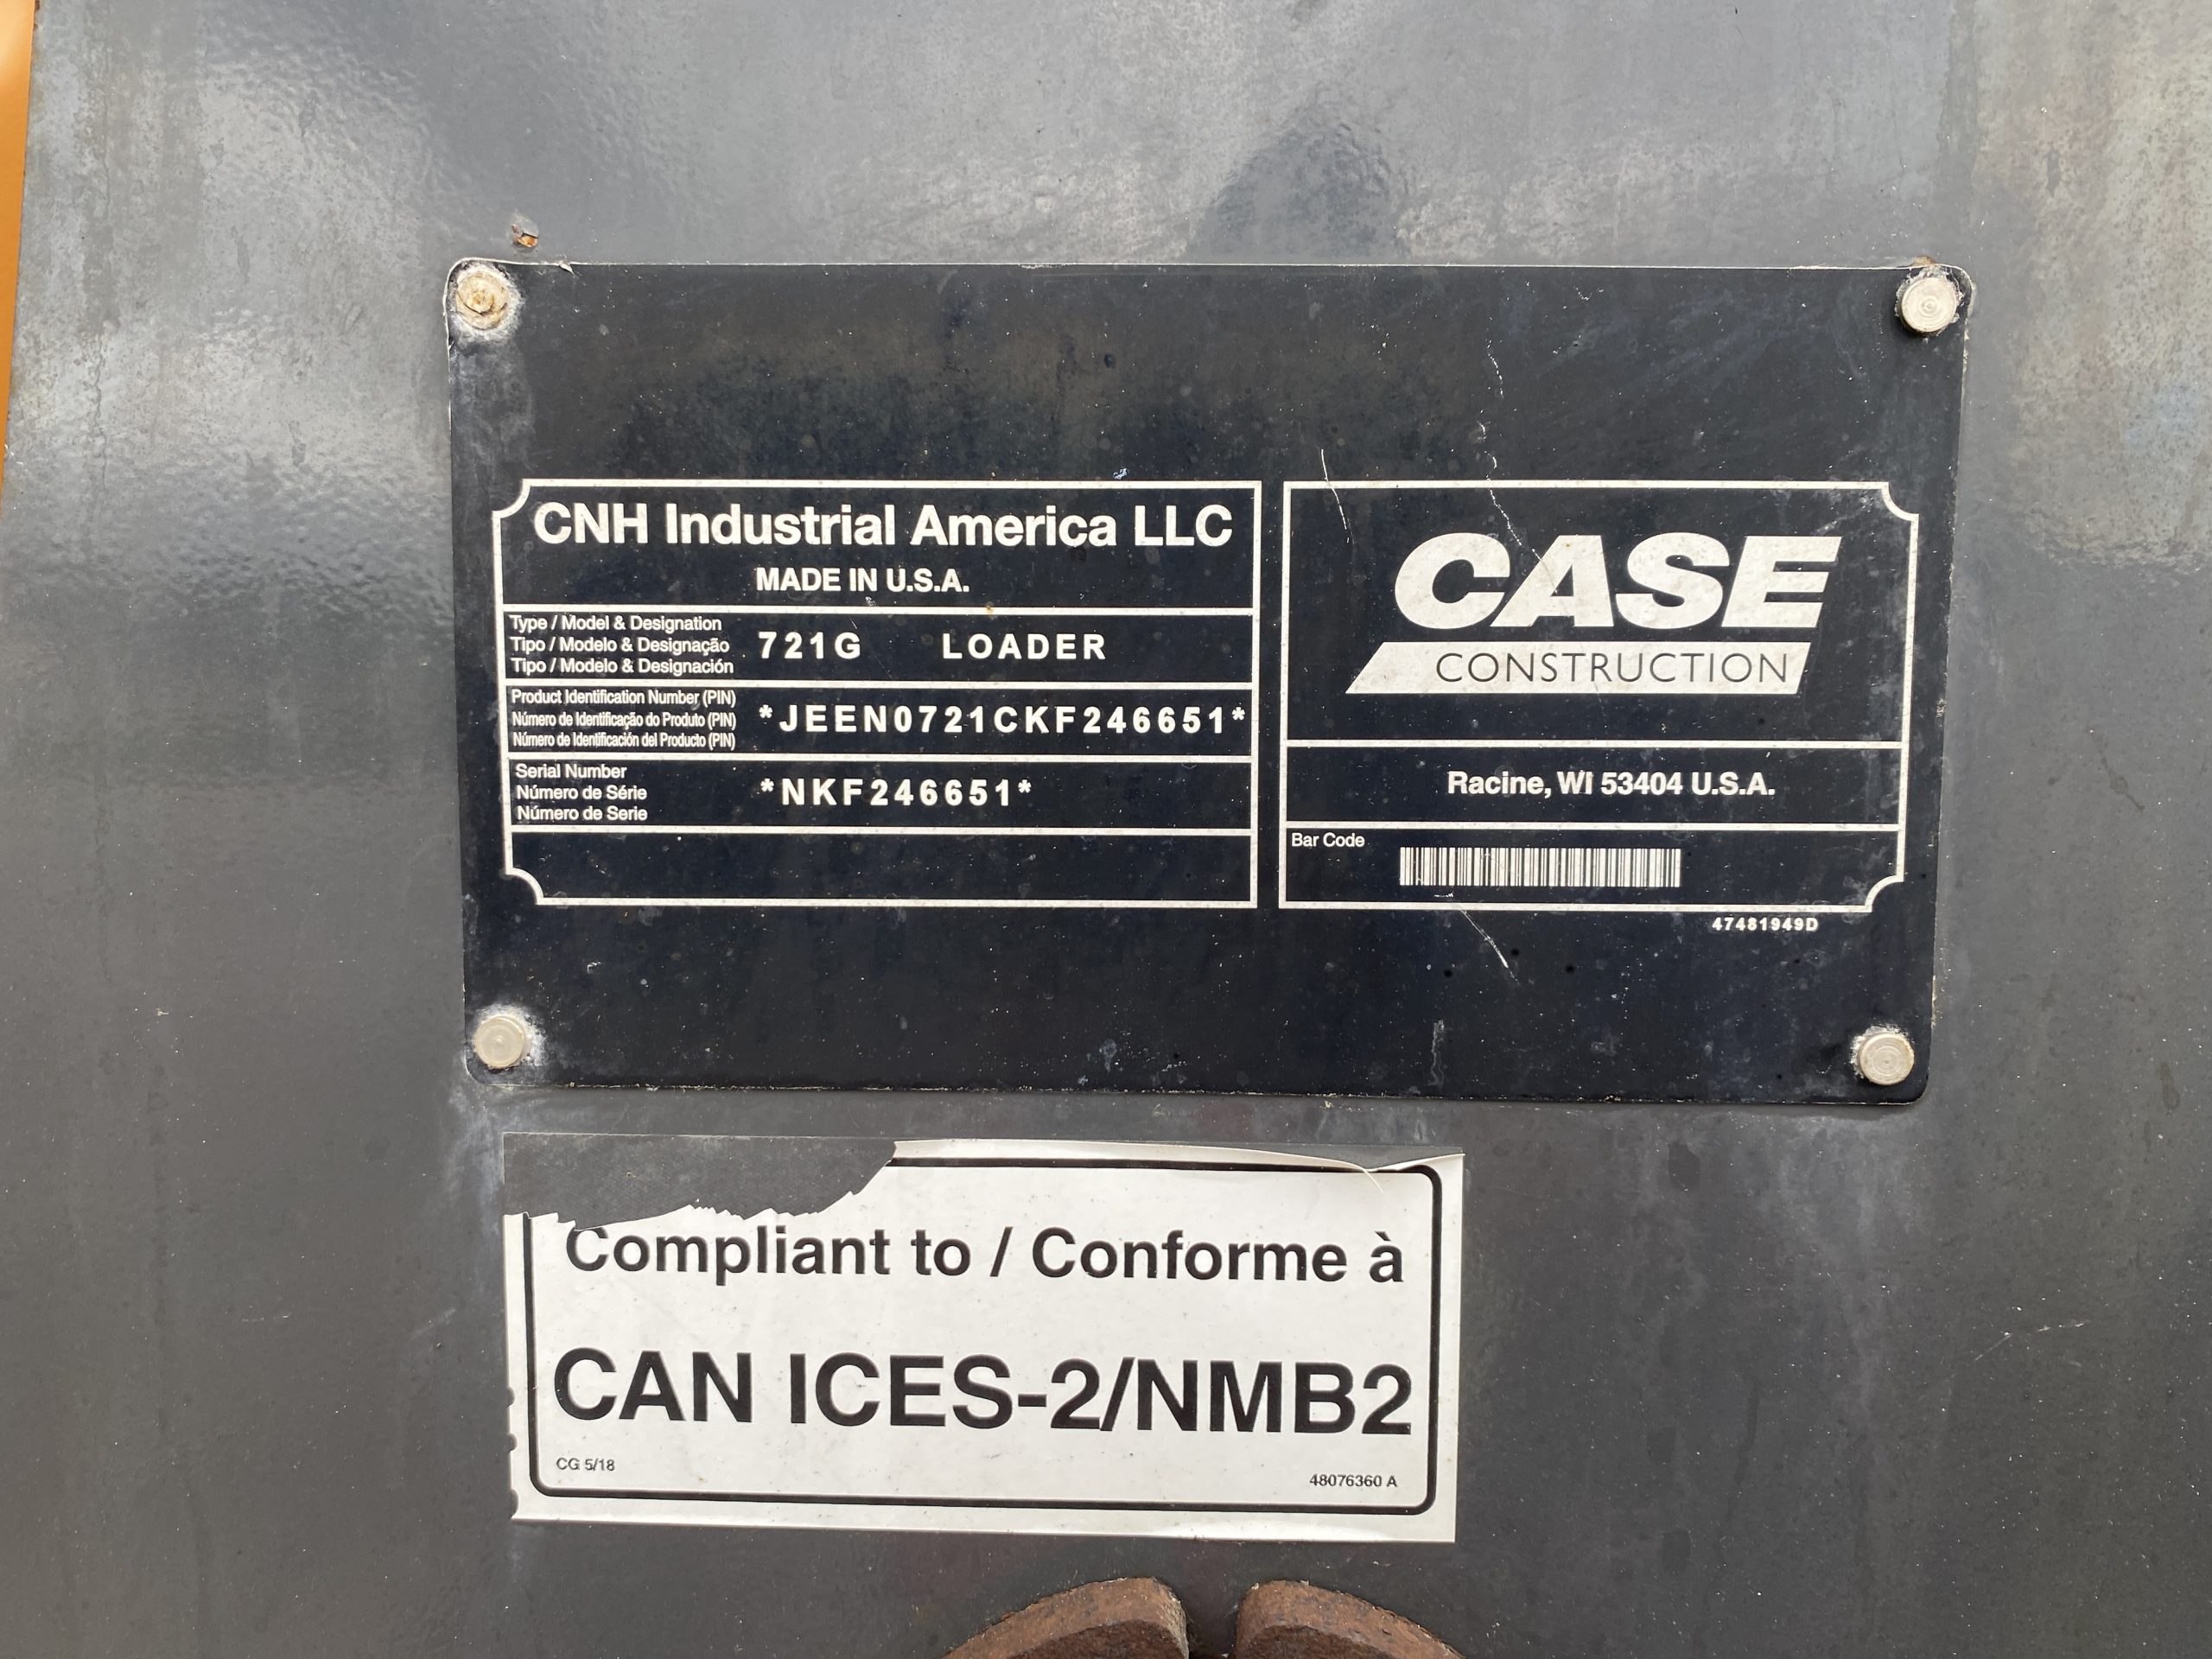 CNH Industrial America LLC
MADE IN U.S.A.
Type / Model & Designation
Tipo / Modelo & Designação
Tipo / Modelo & Designación
721G LOADER
Product Identification Number (PIN)
Número de Identificação do Produto (PIN)
Número de Identificación del Producto (PIN)
*JEEN0721CKF246651*
Serial Number
Número de Série
Número de Serie
*NKF246651*
CASE
CONSTRUCTION
Racine, WI 53404 U.S.A.
Bar Code
47481949D
Compliant to / Conforme à
CAN ICES-2/NMB2
CG 5/18
48076360 A